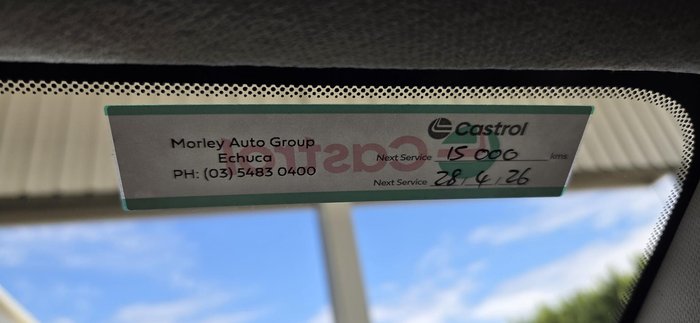 Morley Auto Group
Echuca
PH: (03) 5483 0400
Castrol
Next Service 15 000 kms
Next Service 28/4/26
Castrol